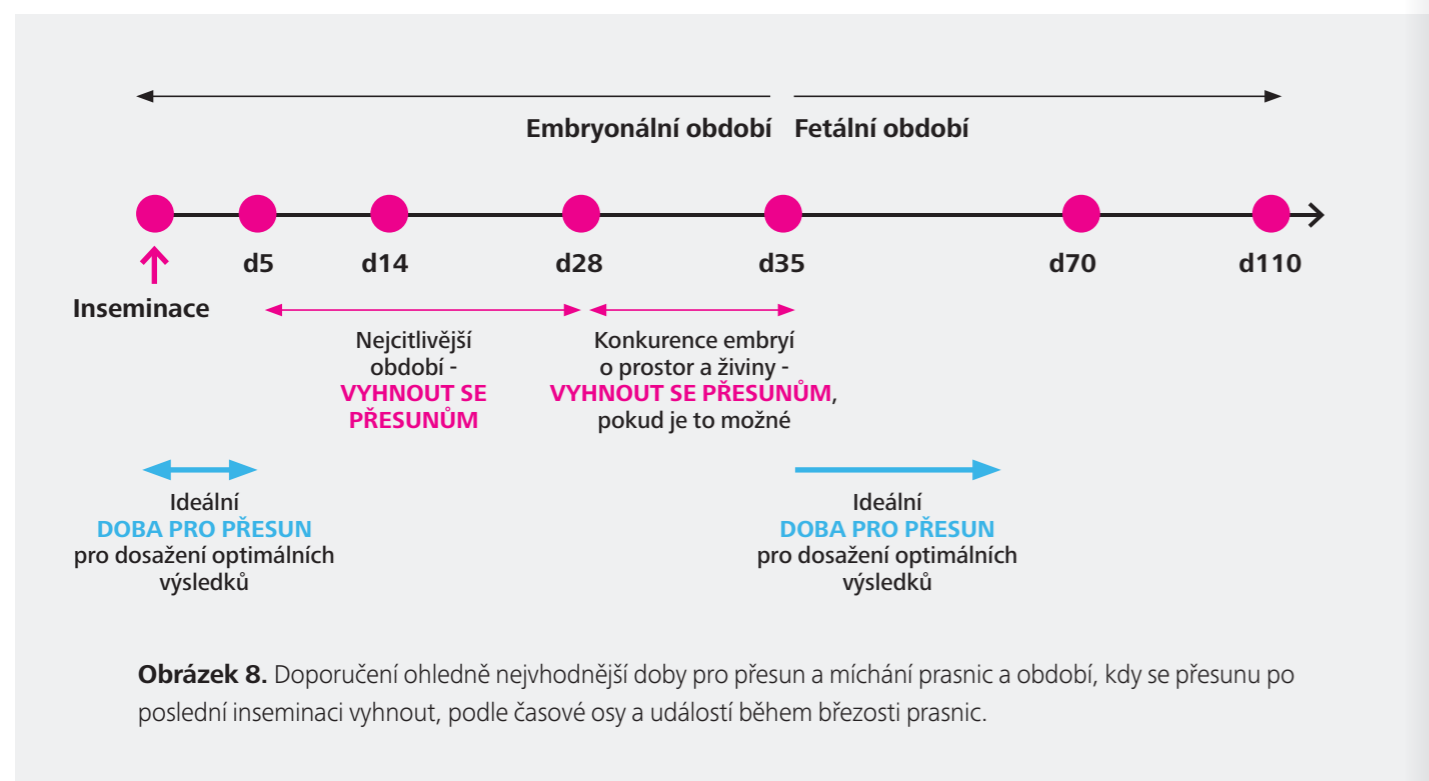 Embryonální období Fetální období
d5 d14 d28 d35 d70 d110
Inseminace
Nejcitlivější
období -
VYHNOUT SE
PŘESUNŮM
Konkurence embryí
o prostor a živiny -
VYHNOUT SE PŘESUNŮM,
pokud je to možné
Ideální
DOBA PRO PŘESUN
pro dosažení optimálních
výsledků
Ideální
DOBA PRO PŘESUN
pro dosažení optimálních
výsledků
Obrázek 8. Doporučení ohledně nejvhodnější doby pro přesun a míchání prasnic a období, kdy se přesunu po
poslední inseminaci vyhnout, podle časové osy a událostí během březosti prasnic.